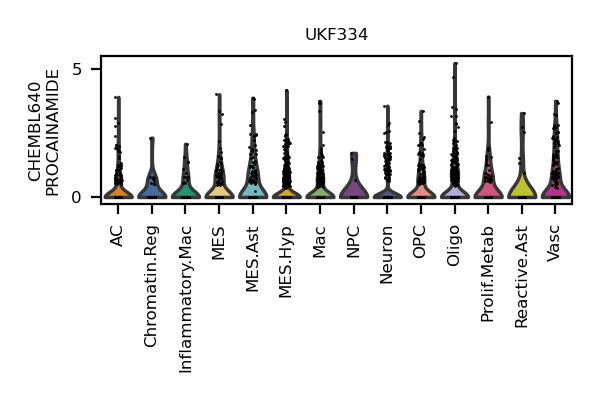 UKF334
CHEMBL640
PROCAINAMIDE
5
0
AC
Chromatin.Reg
Inflammatory.Mac
MES
MES.Ast
MES.Hyp
Mac
NPC
Neuron
OPC
Oligo
Prolif.Metab
Reactive.Ast
Vasc